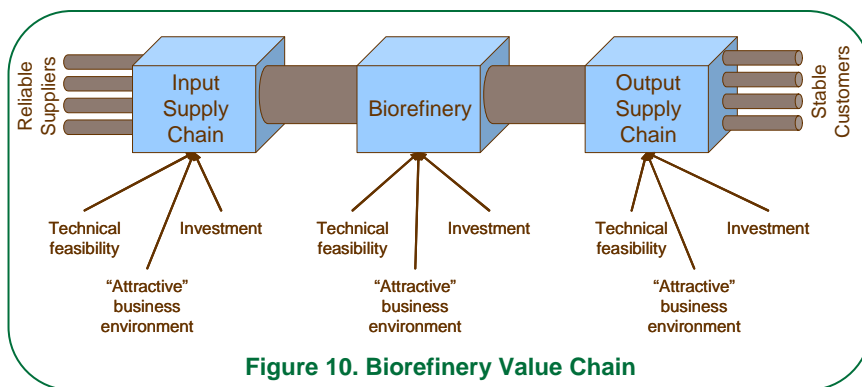 Reliable
Suppliers
Input
Supply
Chain
Biorefinery
Output
Supply
Chain
Stable
Customers
Technical
feasibility
Investment
“Attractive”
business
environment
Technical
feasibility
Investment
“Attractive”
business
environment
Technical
feasibility
Investment
“Attractive”
business
environment
Figure 10. Biorefinery Value Chain